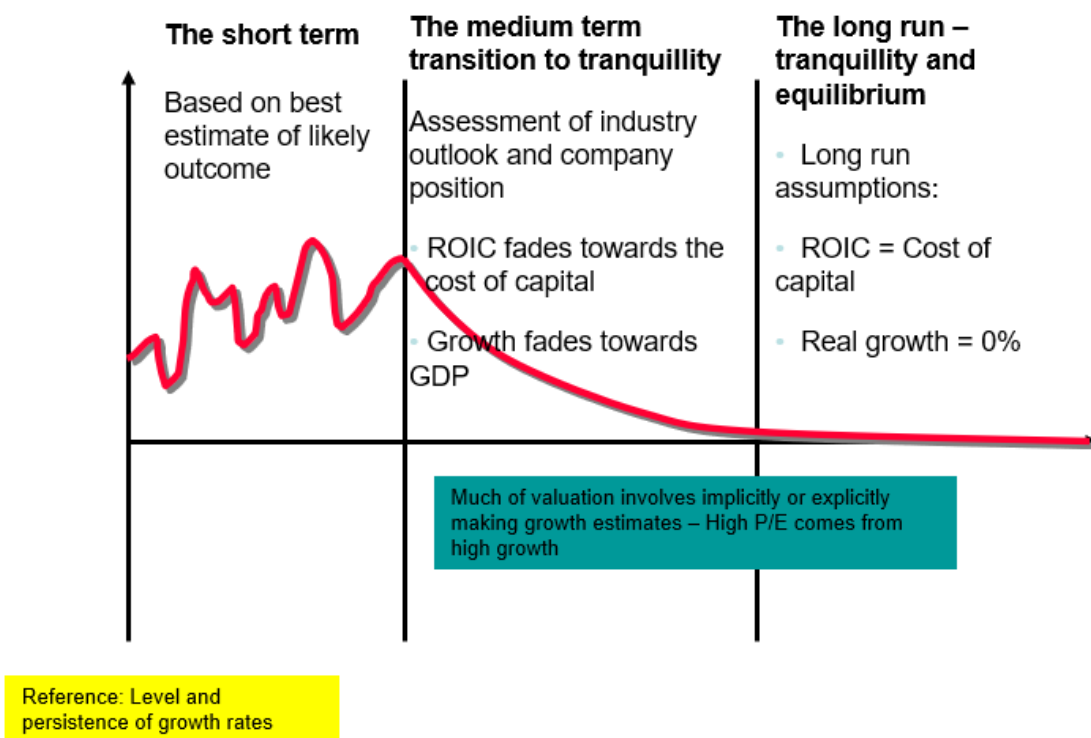 The short term
Based on best
estimate of likely
outcome
The medium term
transition to tranquillity
Assessment of industry
outlook and company
position
• ROIC fades towards the
cost of capital
• Growth fades towards
GDP
The long run –
tranquillity and
equilibrium
• Long run
assumptions:
• ROIC = Cost of
capital
• Real growth = 0%
Much of valuation involves implicitly or explicitly
making growth estimates – High P/E comes from
high growth
Reference: Level and
persistence of growth rates